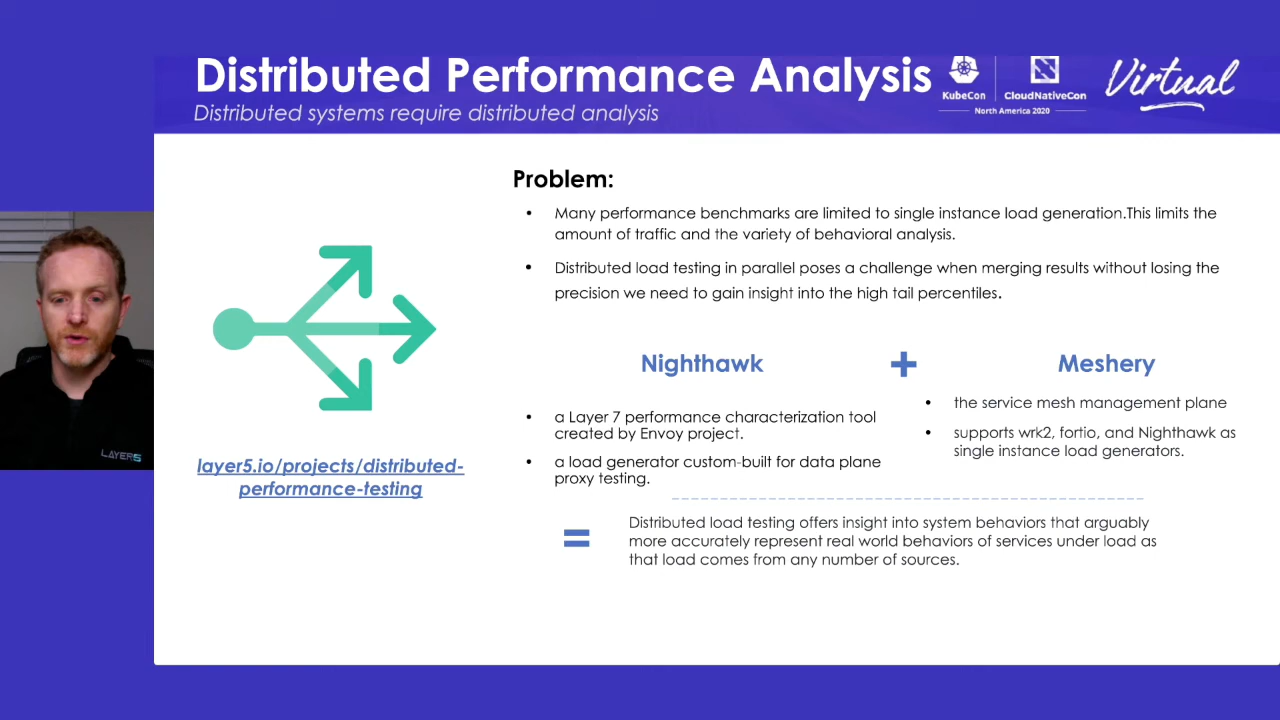 Distributed Performance Analysis
Distributed systems require distributed analysis
KubeCon
CloudNativeCon
North America 2020
Virtual
Problem:
• Many performance benchmarks are limited to single instance load generation.This limits the
amount of traffic and the variety of behavioral analysis.
• Distributed load testing in parallel poses a challenge when merging results without losing the
precision we need to gain insight into the high tail percentiles.
Nighthawk + Meshery
• a Layer 7 performance characterization tool
created by Envoy project.
• a load generator custom-built for data plane
proxy testing.
• the service mesh management plane
• supports wrk2, fortio, and Nighthawk as
single instance load generators.
layer5.io/projects/distributed-
performance-testing
= Distributed load testing offers insight into system behaviors that arguably
more accurately represent real world behaviors of services under load as
that load comes from any number of sources.
LAYER5